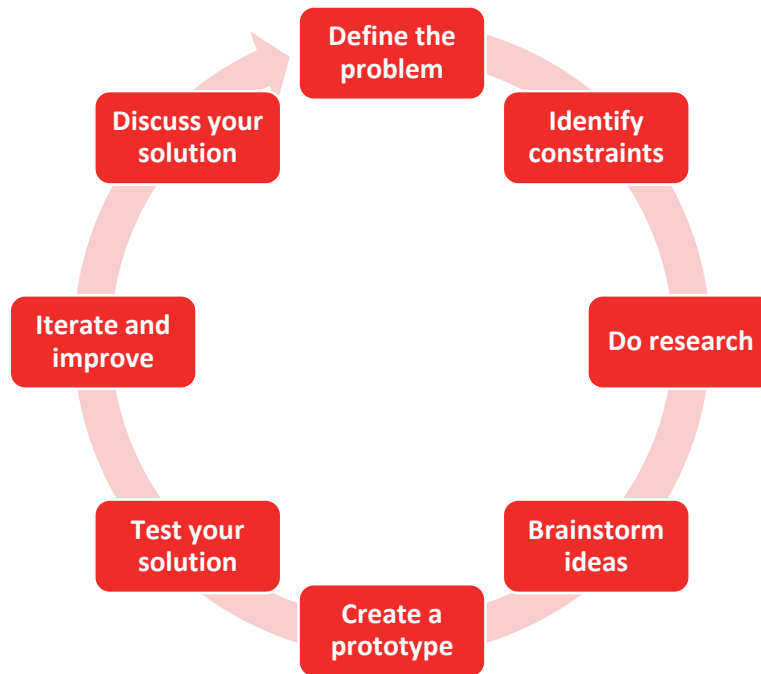 Define the
problem
Identify
constraints
Do research
Brainstorm
ideas
Create a
prototype
Test your
solution
Iterate and
improve
Discuss your
solution